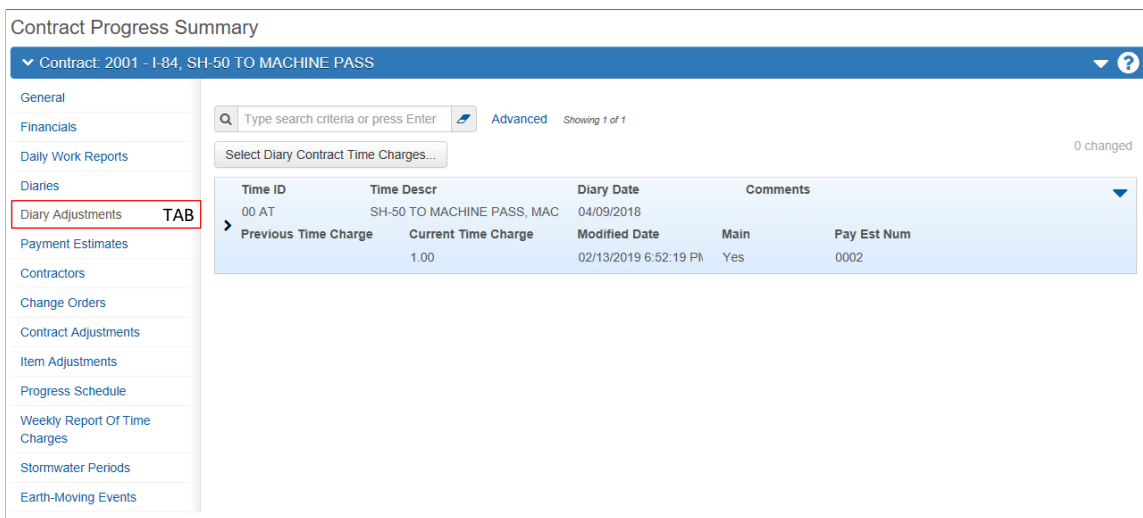 Contract Progress Summary
Contract: 2001 - I-84, SH-50 TO MACHINE PASS
?
General
Financials
Daily Work Reports
Diaries
Diary Adjustments TAB
Payment Estimates
Contractors
Change Orders
Contract Adjustments
Item Adjustments
Progress Schedule
Weekly Report Of Time
Charges
Stormwater Periods
Earth-Moving Events
Type search criteria or press Enter Advanced Showing 1 of 1
Select Diary Contract Time Charges... 0 changed
Time ID Time Descr Diary Date Comments
00 AT SH-50 TO MACHINE PASS, MAC 04/09/2018
Previous Time Charge Current Time Charge Modified Date Main Pay Est Num
1.00 02/13/2019 6:52:19 PM Yes 0002